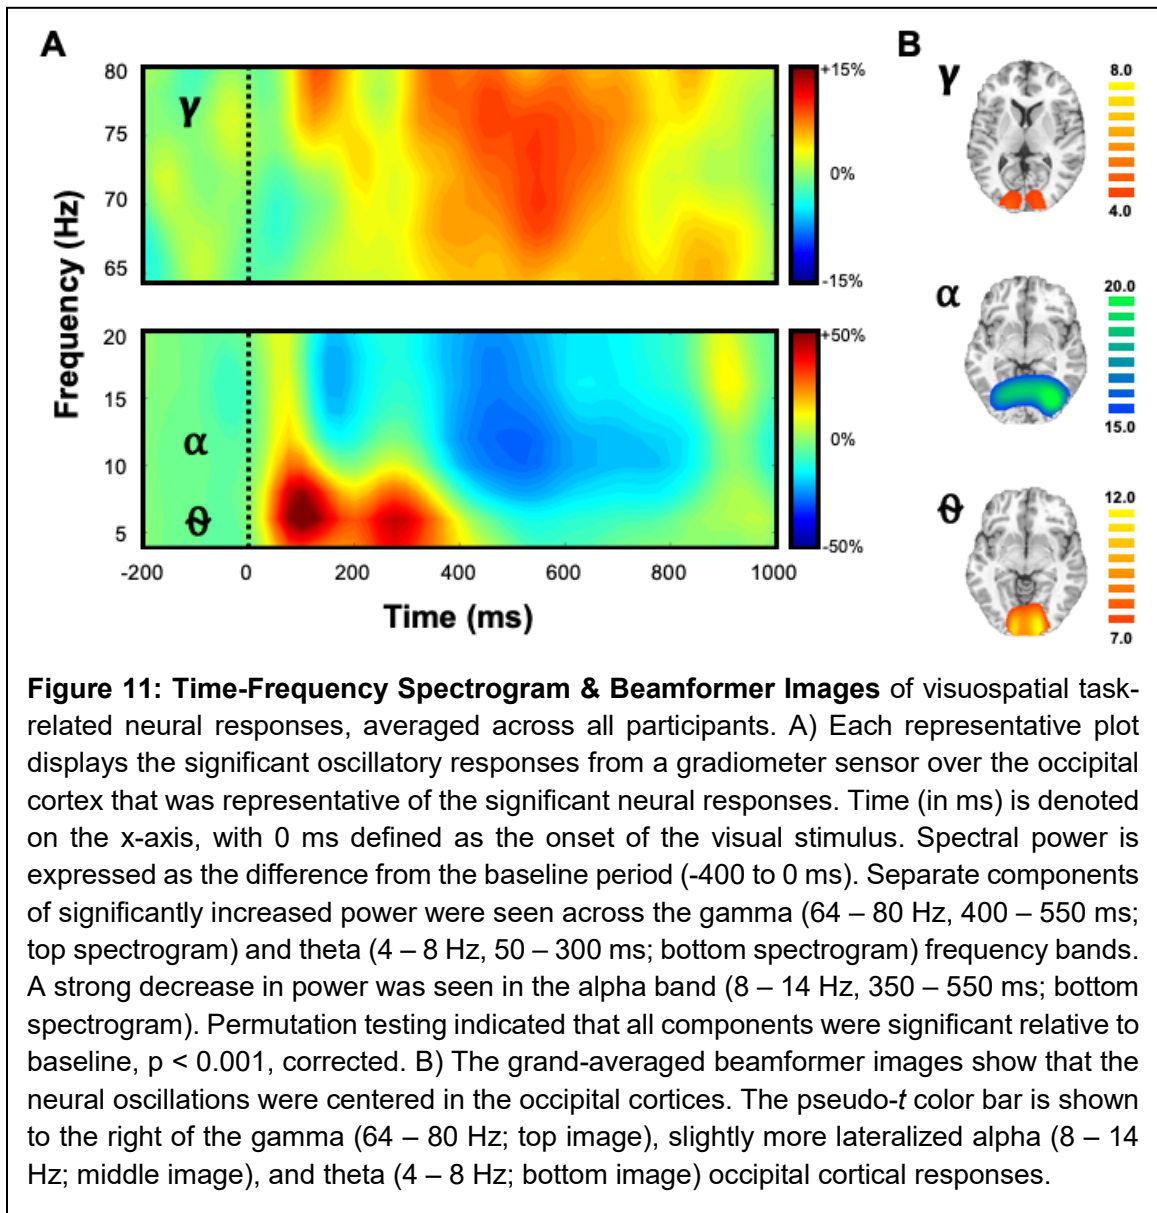 A
B
γ
α
ϑ
80
75
70
65
20
15
10
5
Frequency (Hz)
+15%
0%
-15%
+50%
0%
-50%
-200
0
200
400
600
800
1000
Time (ms)
γ
8.0
4.0
α
20.0
15.0
ϑ
12.0
7.0
Figure 11: Time-Frequency Spectrogram & Beamformer Images of visuospatial task-
related neural responses, averaged across all participants. A) Each representative plot
displays the significant oscillatory responses from a gradiometer sensor over the occipital
cortex that was representative of the significant neural responses. Time (in ms) is denoted
on the x-axis, with 0 ms defined as the onset of the visual stimulus. Spectral power is
expressed as the difference from the baseline period (-400 to 0 ms). Separate components
of significantly increased power were seen across the gamma (64 – 80 Hz, 400 – 550 ms;
top spectrogram) and theta (4 – 8 Hz, 50 – 300 ms; bottom spectrogram) frequency bands.
A strong decrease in power was seen in the alpha band (8 – 14 Hz, 350 – 550 ms; bottom
spectrogram). Permutation testing indicated that all components were significant relative to
baseline, p < 0.001, corrected. B) The grand-averaged beamformer images show that the
neural oscillations were centered in the occipital cortices. The pseudo-t color bar is shown
to the right of the gamma (64 – 80 Hz; top image), slightly more lateralized alpha (8 – 14
Hz; middle image), and theta (4 – 8 Hz; bottom image) occipital cortical responses.